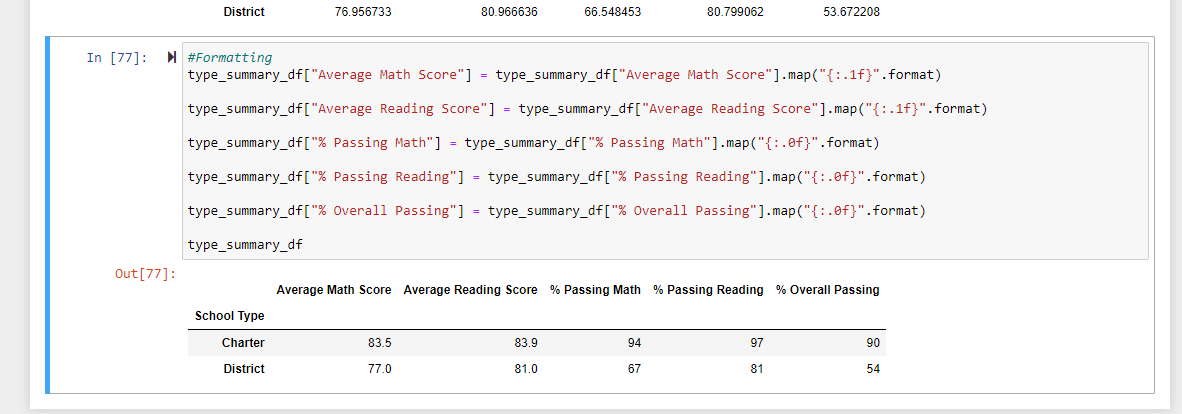 District 76.956733 80.966636 66.548453 80.799062 53.672208
In [77]: #Formatting
type_summary_df["Average Math Score"] = type_summary_df["Average Math Score"].map("{:.1f}".format)
type_summary_df["Average Reading Score"] = type_summary_df["Average Reading Score"].map("{:.1f}".format)
type_summary_df["% Passing Math"] = type_summary_df["% Passing Math"].map("{:.0f}".format)
type_summary_df["% Passing Reading"] = type_summary_df["% Passing Reading"].map("{:.0f}".format)
type_summary_df["% Overall Passing"] = type_summary_df["% Overall Passing"].map("{:.0f}".format)
type_summary_df
Out[77]:
Average Math Score Average Reading Score % Passing Math % Passing Reading % Overall Passing
School Type
Charter 83.5 83.9 94 97 90
District 77.0 81.0 67 81 54